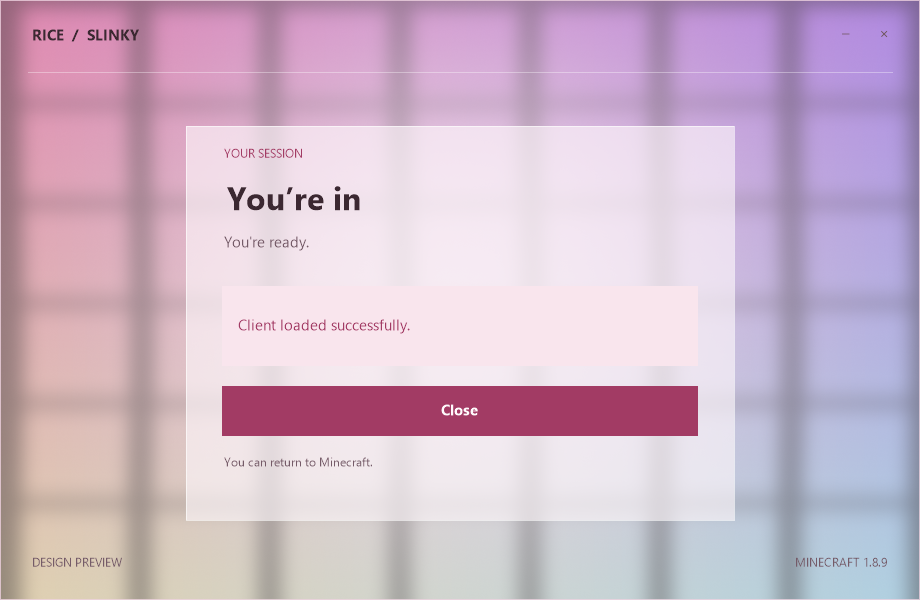 RICE / SLINKY
YOUR SESSION
You’re in
You're ready.
Client loaded successfully.
Close
You can return to Minecraft.
DESIGN PREVIEW
MINECRAFT 1.8.9